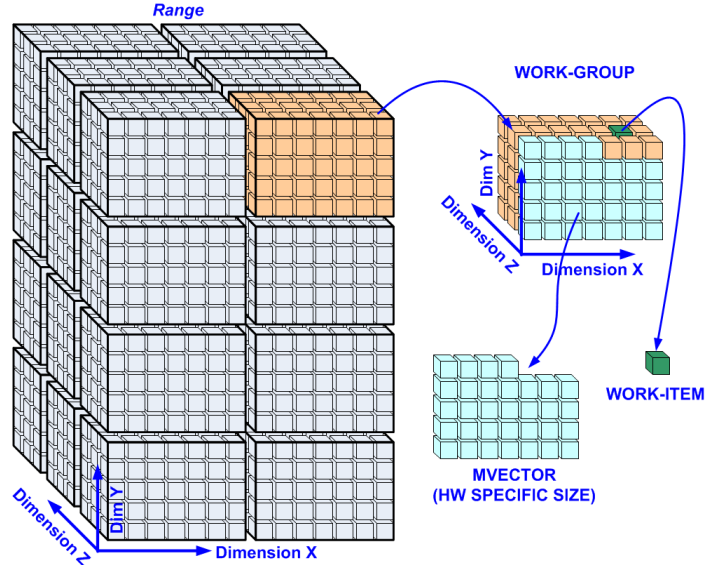 Range
WORK-GROUP
Dim Y
Dimension Z
Dimension X
WORK-ITEM
MVECTOR
(HW SPECIFIC SIZE)
Dim Y
Dimension Z
Dimension X